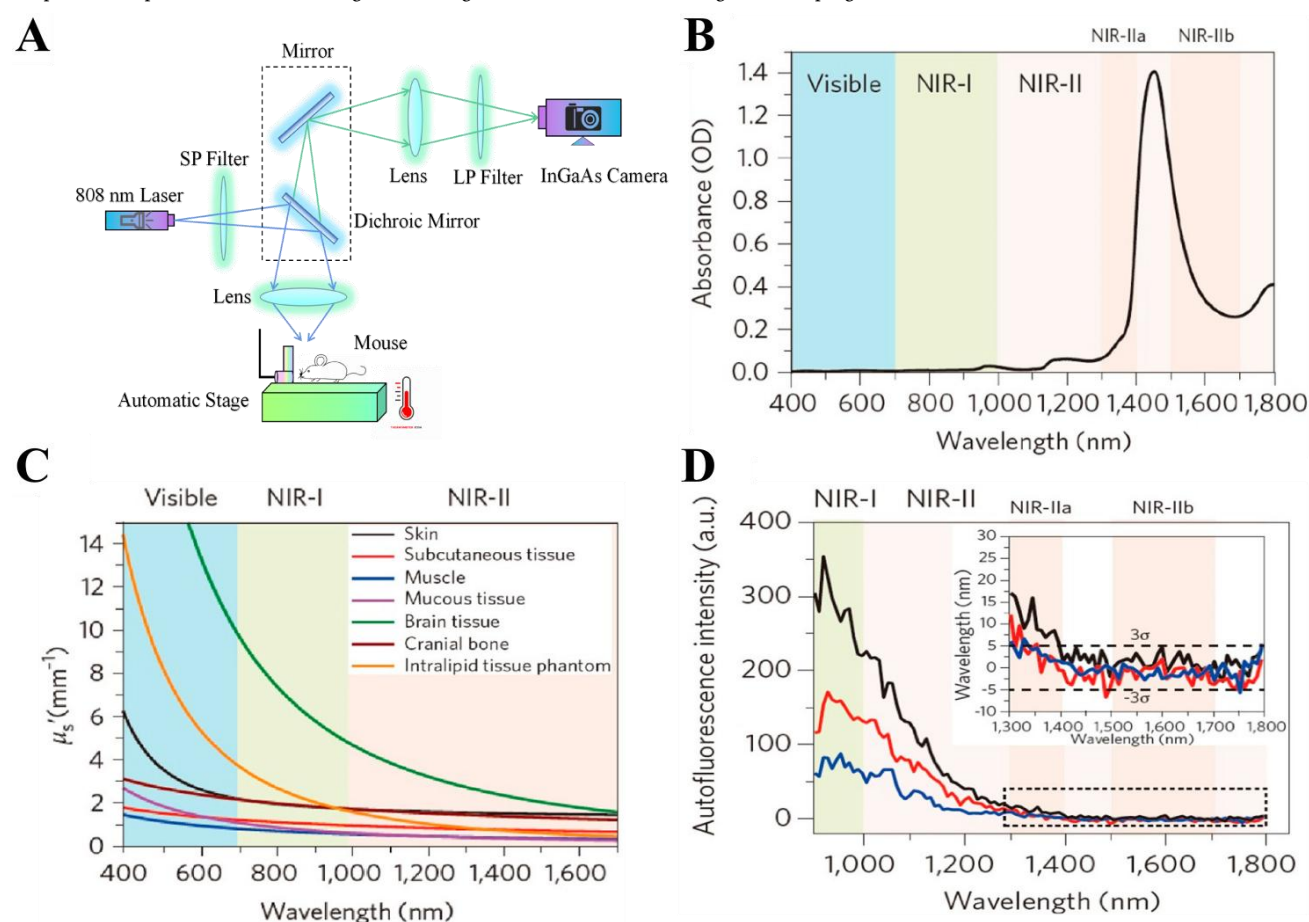 A
Mirror
SP Filter
808 nm Laser
Lens
LP Filter
InGaAs Camera
Dichroic Mirror
Lens
Mouse
Automatic Stage
B
NIR-IIa
NIR-IIb
Visible
NIR-I
NIR-II
1.4
1.2
1.0
0.8
0.6
0.4
0.2
0.0
Absorbance (OD)
400
600
800
1,000
1,200
1,400
1,600
1,800
Wavelength (nm)
C
Visible
NIR-I
NIR-II
14
12
10
8
6
4
2
0
μs′(mm⁻¹)
Skin
Subcutaneous tissue
Muscle
Mucous tissue
Brain tissue
Cranial bone
Intralipid tissue phantom
400
600
800
1,000
1,200
1,400
1,600
Wavelength (nm)
D
NIR-I
NIR-II
NIR-IIa
NIR-IIb
400
300
200
100
0
Autofluorescence intensity (a.u.)
30
25
20
15
10
5
0
-5
-10
Wavelength (nm)
3σ
-3σ
1,300
1,400
1,500
1,600
1,700
1,800
Wavelength (nm)
1,000
1,200
1,400
1,600
1,800
Wavelength (nm)